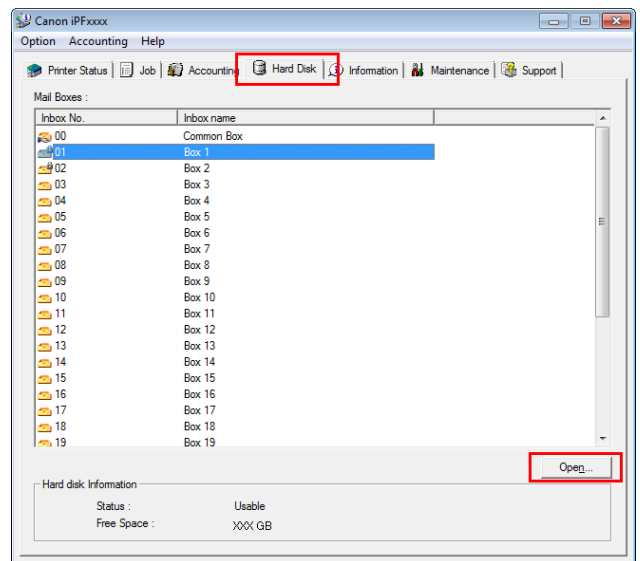 Canon iPFxxxx
Option Accounting Help
Printer Status Job Accounting Hard Disk Information Maintenance Support
Mail Boxes :
Inbox No. Inbox name
00 Common Box
01 Box 1
02 Box 2
03 Box 3
04 Box 4
05 Box 5
06 Box 6
07 Box 7
08 Box 8
09 Box 9
10 Box 10
11 Box 11
12 Box 12
13 Box 13
14 Box 14
15 Box 15
16 Box 16
17 Box 17
18 Box 18
19 Box 19
Open...
Hard disk Information
Status : Usable
Free Space : XXX GB